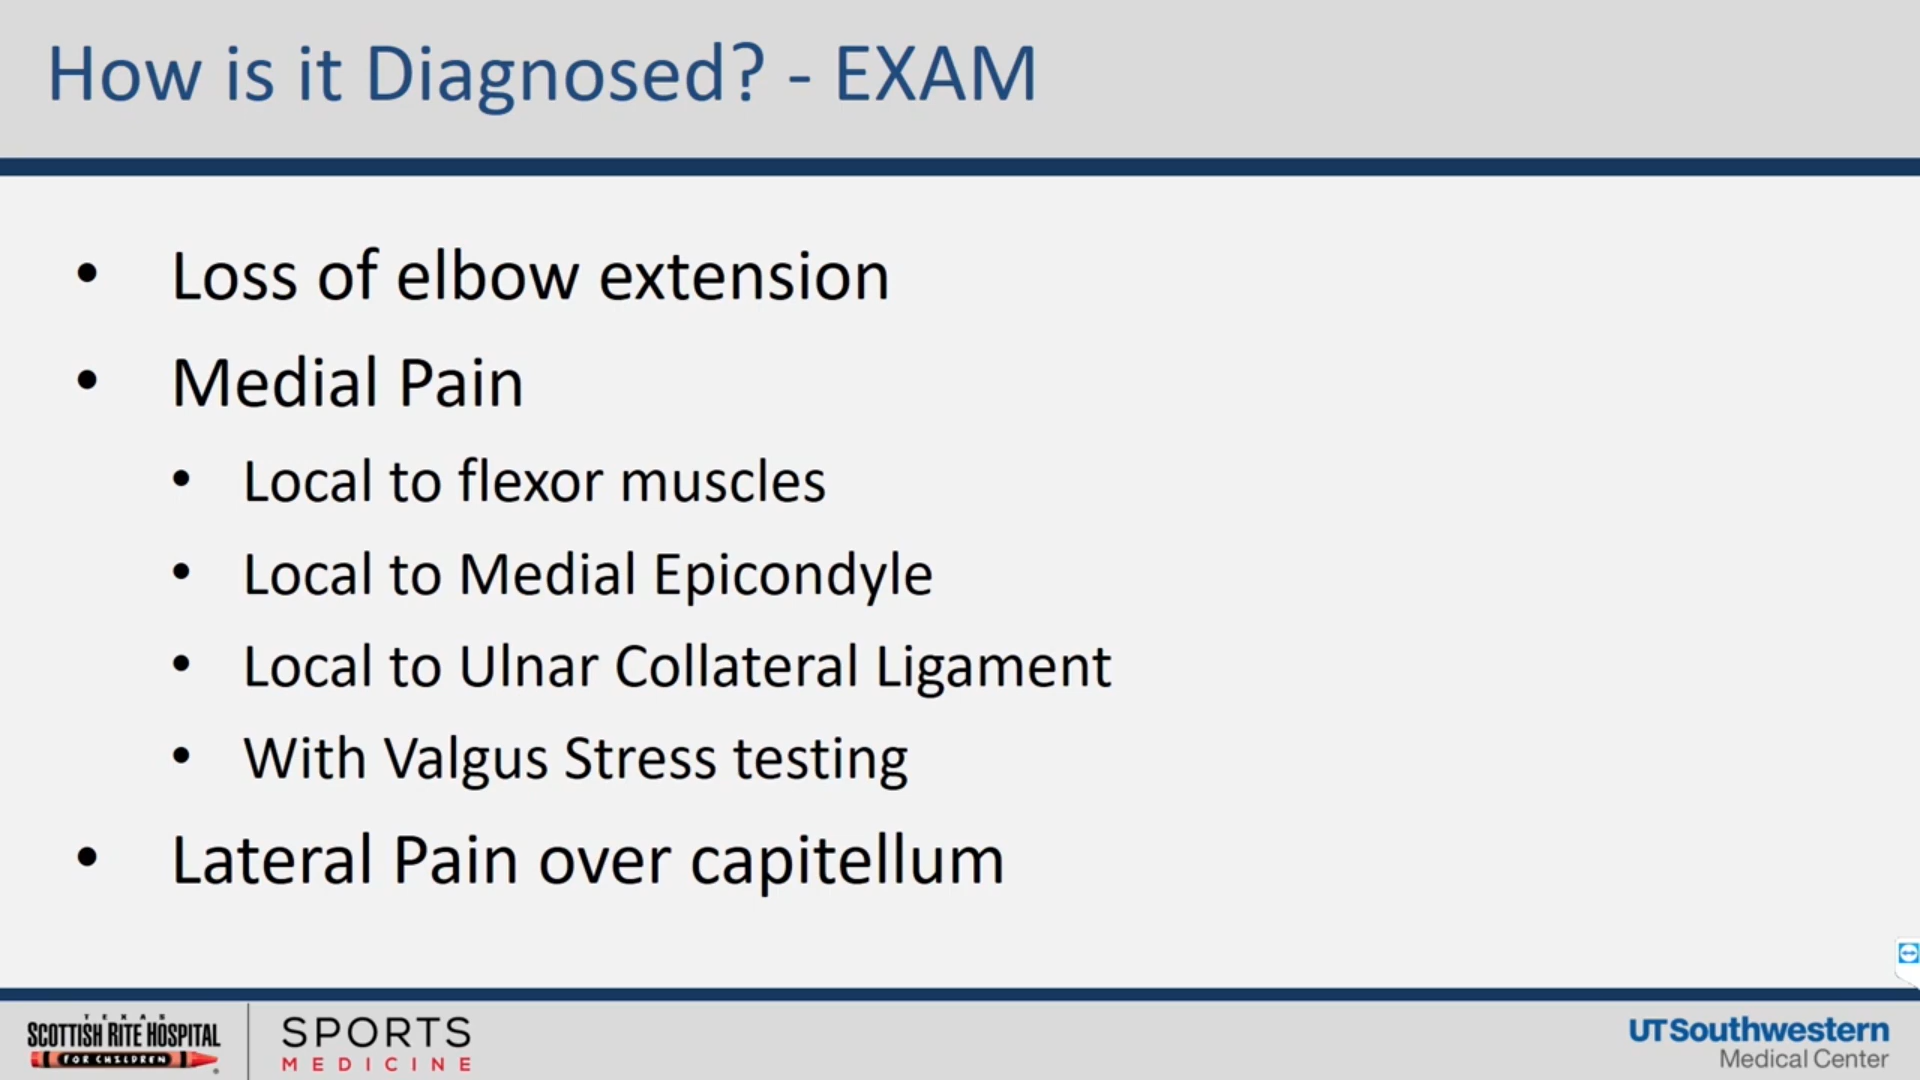 How is it Diagnosed? - EXAM
• Loss of elbow extension
• Medial Pain
• Local to flexor muscles
• Local to Medial Epicondyle
• Local to Ulnar Collateral Ligament
• With Valgus Stress testing
• Lateral Pain over capitellum
TEXAS
SCOTTISH RITE HOSPITAL
FOR CHILDREN
SPORTS
MEDICINE
UTSouthwestern
Medical Center